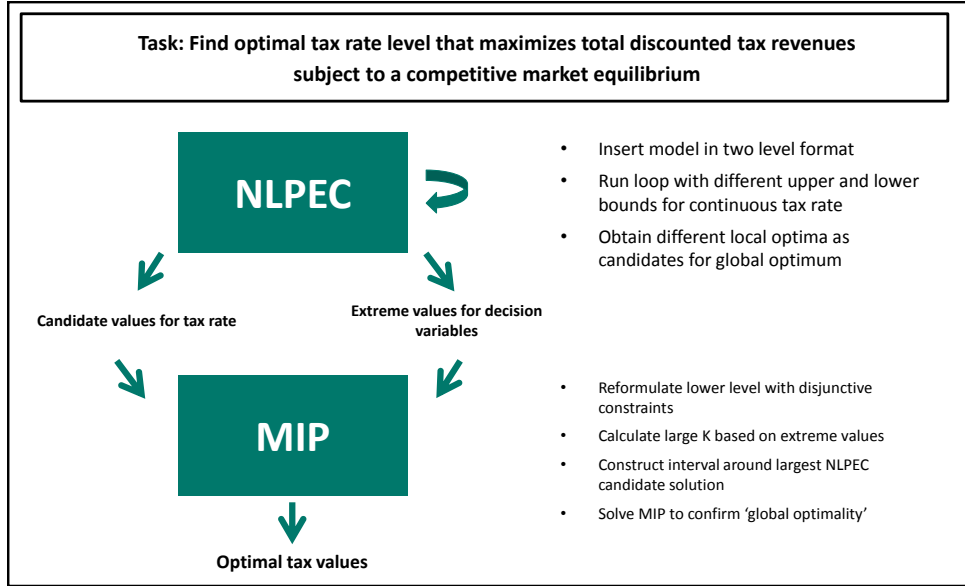 Task: Find optimal tax rate level that maximizes total discounted tax revenues
subject to a competitive market equilibrium
NLPEC
• Insert model in two level format
• Run loop with different upper and lower
bounds for continuous tax rate
• Obtain different local optima as
candidates for global optimum
Candidate values for tax rate
Extreme values for decision
variables
MIP
• Reformulate lower level with disjunctive
constraints
• Calculate large K based on extreme values
• Construct interval around largest NLPEC
candidate solution
• Solve MIP to confirm ‘global optimality’
Optimal tax values